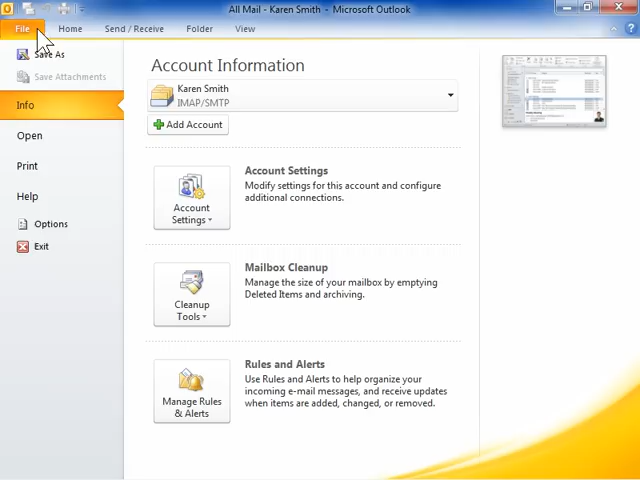 All Mail - Karen Smith - Microsoft Outlook
File Home Send / Receive Folder View
Save As
Save Attachments
Info
Open
Print
Help
Options
Exit
Account Information
Karen Smith
IMAP/SMTP
Add Account
Account Settings
Account Settings
Modify settings for this account and configure
additional connections.
Cleanup Tools
Mailbox Cleanup
Manage the size of your mailbox by emptying
Deleted Items and archiving.
Manage Rules & Alerts
Rules and Alerts
Use Rules and Alerts to help organize your
incoming e-mail messages, and receive updates
when items are added, changed, or removed.